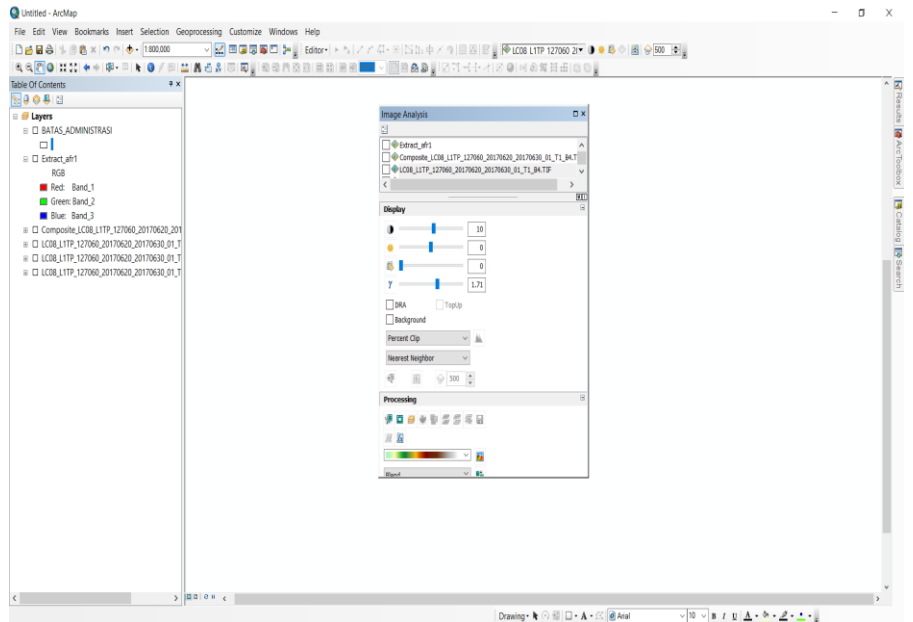 Untitled - ArcMap
File Edit View Bookmarks Insert Selection Geoprocessing Customize Windows Help
1:800,000
Editor
LC08 L1TP 127060 2
500
Table Of Contents
Layers
BATAS_ADMINISTRASI
Extract_afr1
RGB
Red: Band_1
Green: Band_2
Blue: Band_3
Composite_LC08_L1TP_127060_20170620_201
LC08_L1TP_127060_20170620_20170630_01_T
LC08_L1TP_127060_20170620_20170630_01_T
LC08_L1TP_127060_20170620_20170630_01_T
Image Analysis
Extract_afr1
Composite_LC08_L1TP_127060_20170620_20170630_01_T1_B4.T
LC08_L1TP_127060_20170620_20170630_01_T1_B4.TIF
Display
10
0
0
γ 1.71
DRA TopUp
Background
Percent Clip
Nearest Neighbor
500
Processing
Blend
Results
ArcToolbox
Catalog
Search
Drawing
A
Arial
10
B I U A